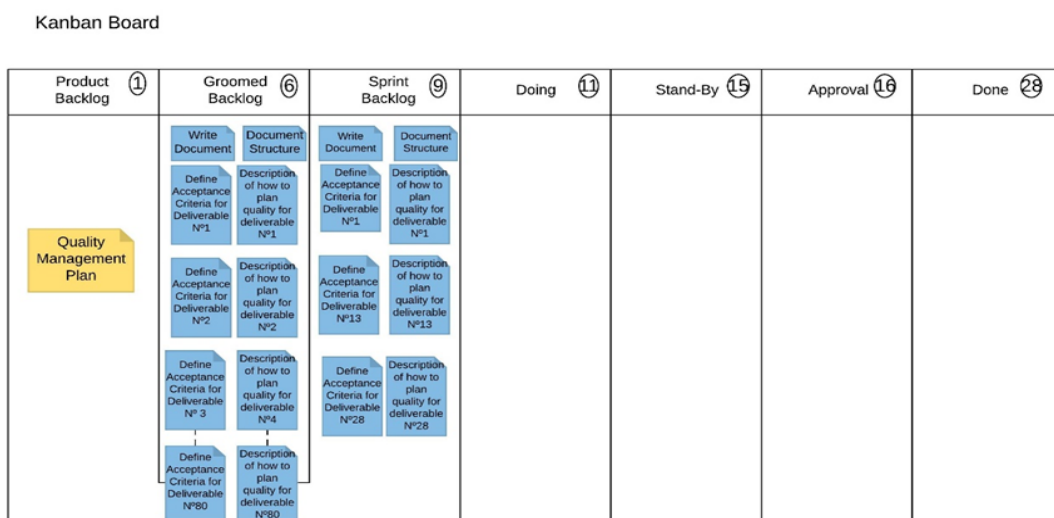 Kanban Board
Product
Backlog
1
Groomed
Backlog
6
Sprint
Backlog
9
Doing
11
Stand-By
15
Approval
16
Done
28
Quality
Management
Plan
Write
Document
Document
Structure
Define
Acceptance
Criteria for
Deliverable
Nº1
Description
of how to
plan
quality for
deliverable
Nº1
Define
Acceptance
Criteria for
Deliverable
Nº2
Description
of how to
plan
quality for
deliverable
Nº2
Define
Acceptance
Criteria for
Deliverable
Nº 3
Description
of how to
plan
quality for
deliverable
Nº4
Define
Acceptance
Criteria for
Deliverable
Nº80
Description
of how to
plan
quality for
deliverable
Nº80
Write
Document
Document
Structure
Define
Acceptance
Criteria for
Deliverable
Nº1
Description
of how to
plan
quality for
deliverable
Nº1
Define
Acceptance
Criteria for
Deliverable
Nº13
Description
of how to
plan
quality for
deliverable
Nº13
Define
Acceptance
Criteria for
Deliverable
Nº28
Description
of how to
plan
quality for
deliverable
Nº28